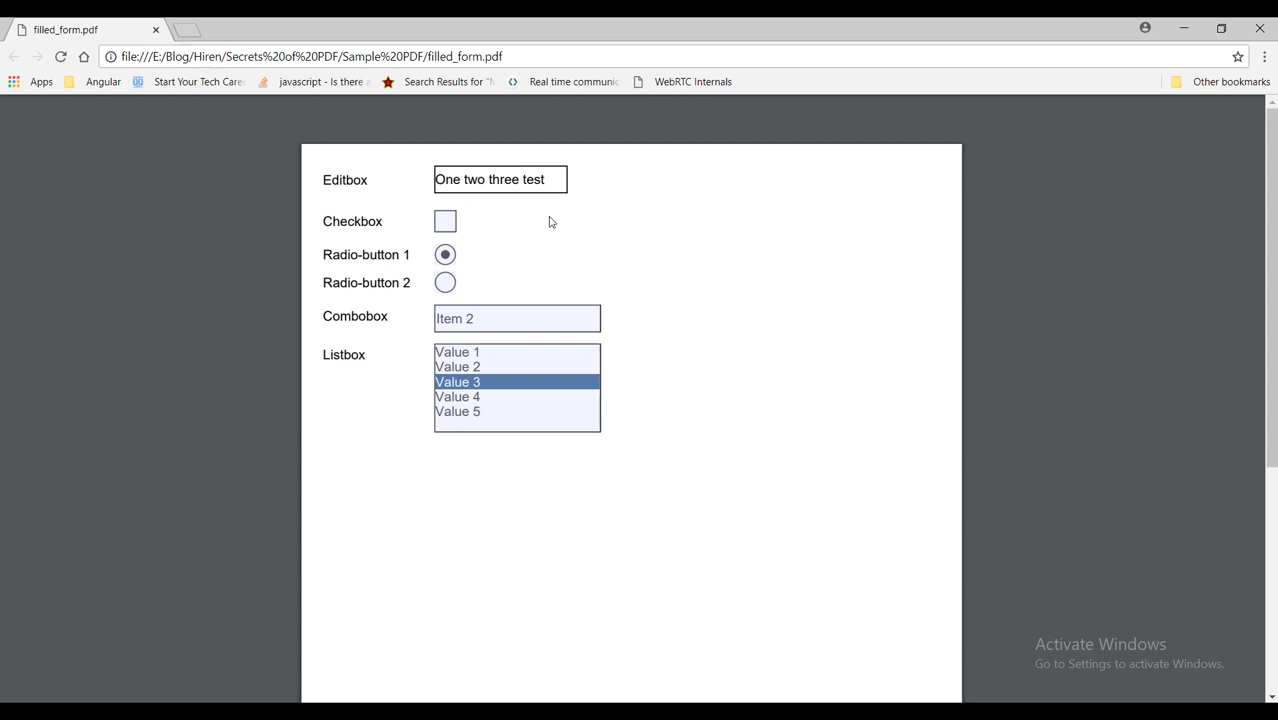 filled_form.pdf
file:///E:/Blog/Hiren/Secrets%20of%20PDF/Sample%20PDF/filled_form.pdf
Apps Angular Start Your Tech Care javascript - Is there Search Results for " Real time communic WebRTC Internals Other bookmarks
Editbox One two three test
Checkbox
Radio-button 1
Radio-button 2
Combobox Item 2
Listbox Value 1
Value 2
Value 3
Value 4
Value 5
Activate Windows
Go to Settings to activate Windows.